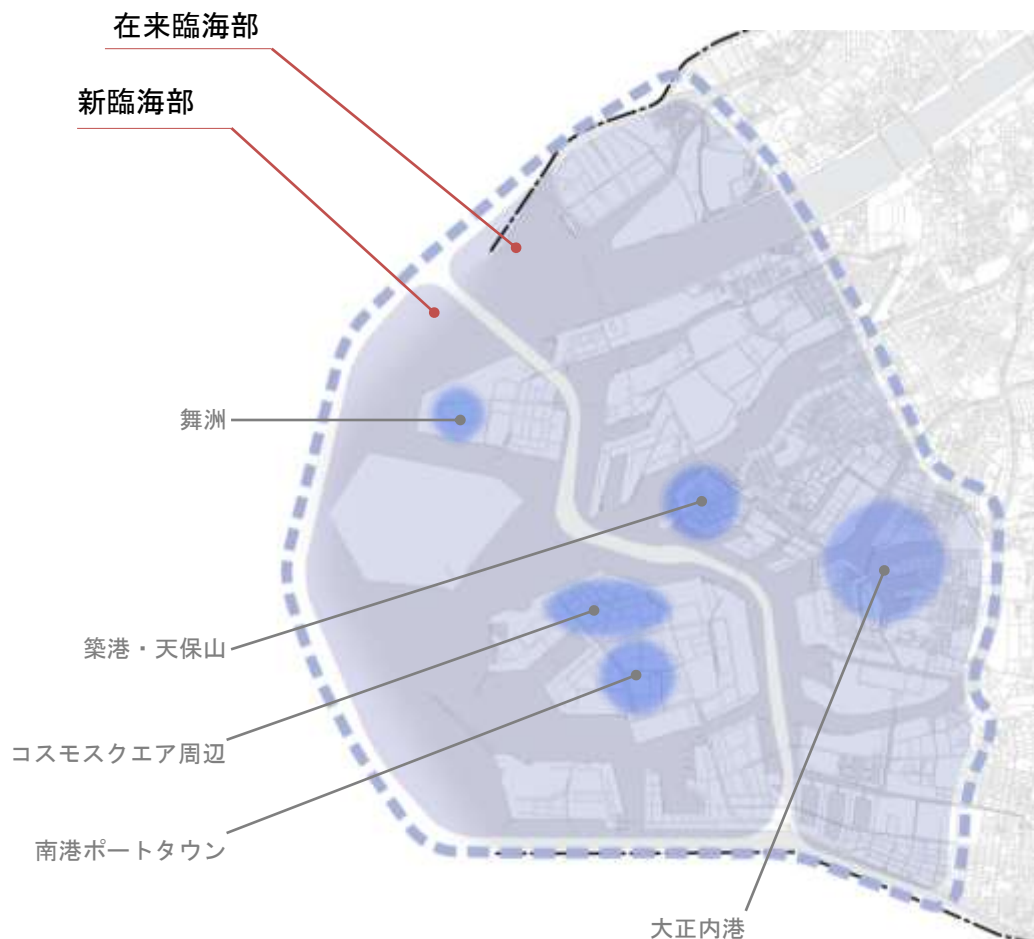 在来臨海部
新臨海部
舞洲
築港・天保山
コスモスクエア周辺
南港ポートタウン
大正内港